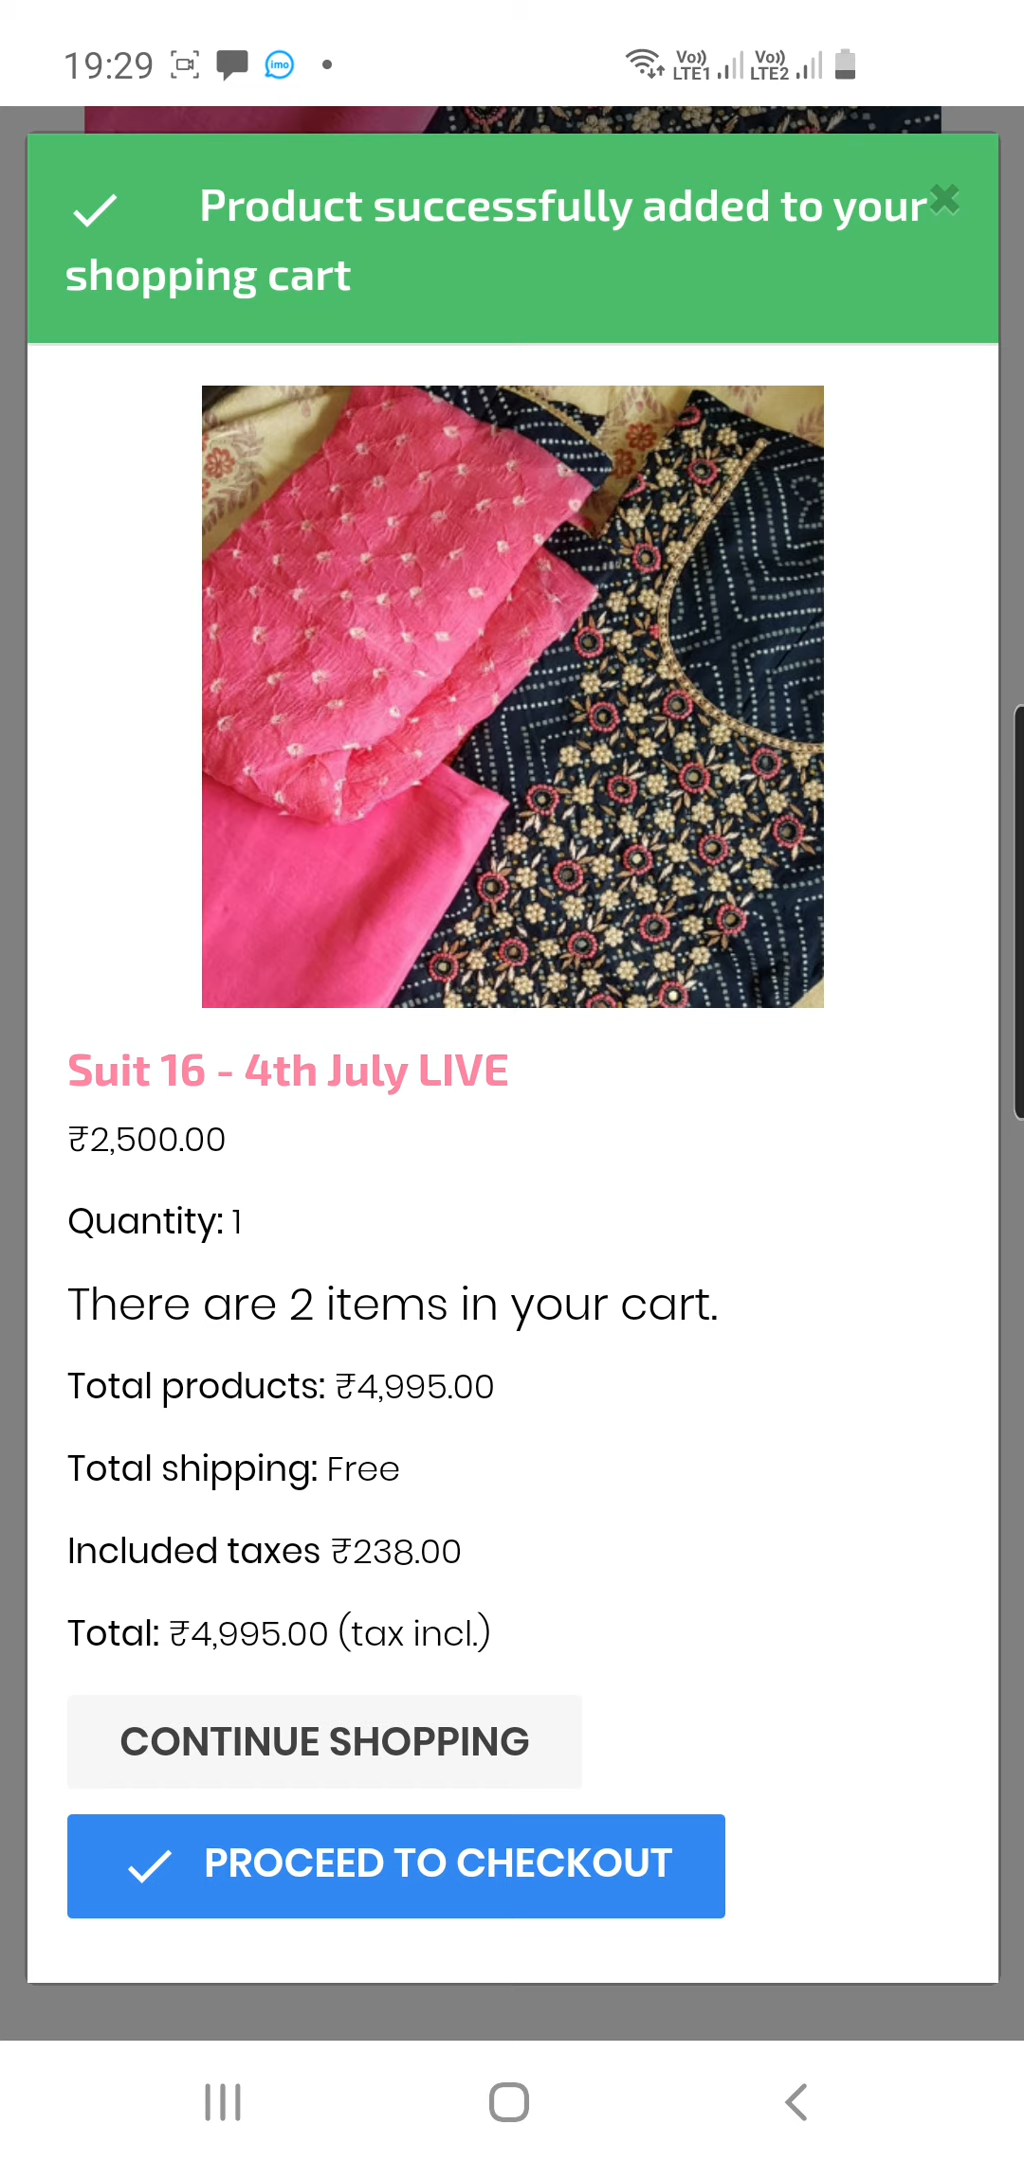 19:29 imo Vo)) LTE1 Vo)) LTE2
Product successfully added to your
shopping cart
Suit 16 - 4th July LIVE
₹2,500.00
Quantity: 1
There are 2 items in your cart.
Total products: ₹4,995.00
Total shipping: Free
Included taxes ₹238.00
Total: ₹4,995.00 (tax incl.)
CONTINUE SHOPPING
PROCEED TO CHECKOUT